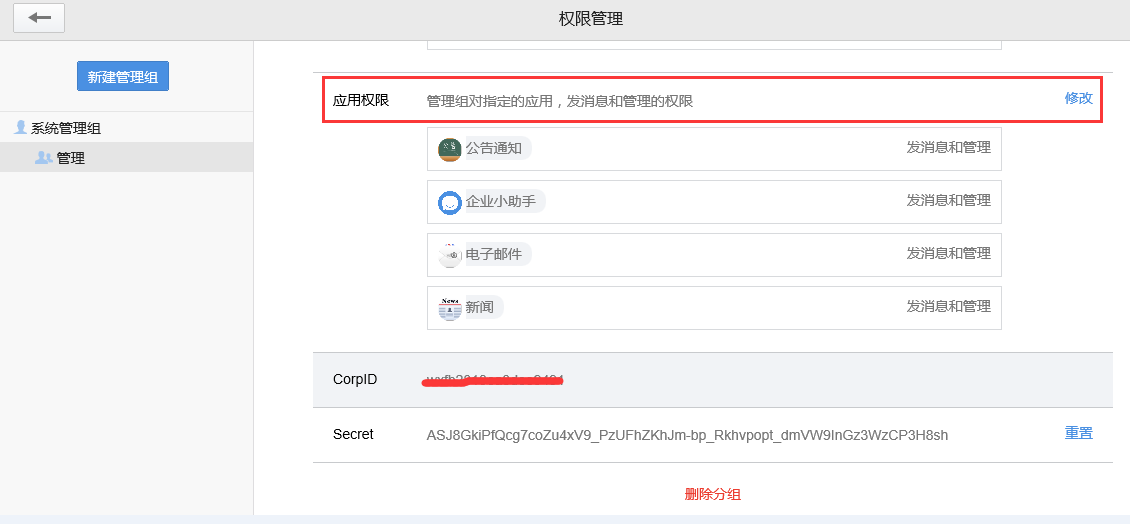 权限管理
新建管理组
系统管理组
管理
应用权限 管理组对指定的应用，发消息和管理的权限 修改
公告通知 发消息和管理
企业小助手 发消息和管理
电子邮件 发消息和管理
News
新闻 发消息和管理
CorpID
Secret ASJ8GkiPfQcg7coZu4xV9_PzUFhZKhJm-bp_Rkhvpopt_dmVW9InGz3WzCP3H8sh 重置
删除分组